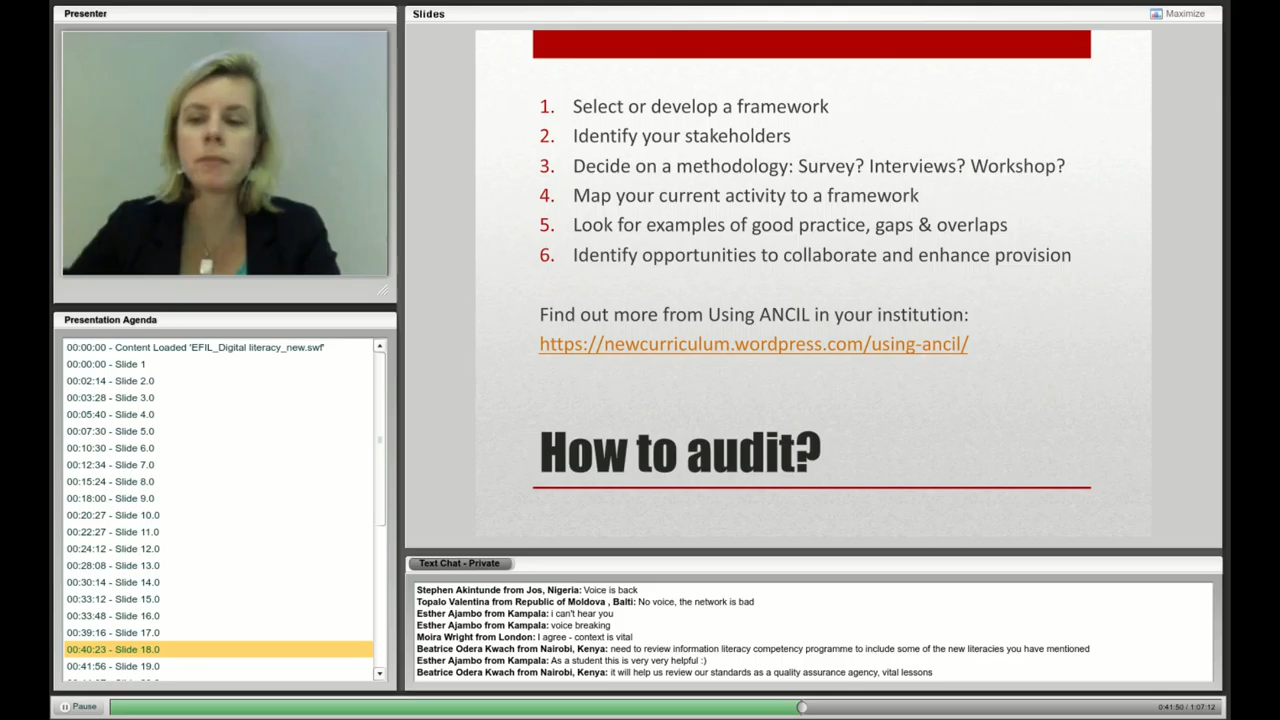 Presenter
Slides
Maximize
1. Select or develop a framework
2. Identify your stakeholders
3. Decide on a methodology: Survey? Interviews? Workshop?
4. Map your current activity to a framework
5. Look for examples of good practice, gaps & overlaps
6. Identify opportunities to collaborate and enhance provision
Find out more from Using ANCIL in your institution:
https://newcurriculum.wordpress.com/using-ancil/
How to audit?
Presentation Agenda
00:00:00 - Content Loaded 'EFIL_Digital literacy_new.swf'
00:00:00 - Slide 1
00:02:14 - Slide 2.0
00:03:28 - Slide 3.0
00:05:40 - Slide 4.0
00:07:30 - Slide 5.0
00:10:30 - Slide 6.0
00:12:34 - Slide 7.0
00:15:24 - Slide 8.0
00:18:00 - Slide 9.0
00:20:27 - Slide 10.0
00:22:27 - Slide 11.0
00:24:12 - Slide 12.0
00:28:08 - Slide 13.0
00:30:14 - Slide 14.0
00:33:12 - Slide 15.0
00:33:48 - Slide 16.0
00:39:16 - Slide 17.0
00:40:23 - Slide 18.0
00:41:56 - Slide 19.0
Text Chat - Private
Stephen Akintunde from Jos, Nigeria: Voice is back
Topalo Valentina from Republic of Moldova , Balti: No voice, the network is bad
Esther Ajambo from Kampala: i can't hear you
Esther Ajambo from Kampala: voice breaking
Moira Wright from London: I agree - context is vital
Beatrice Odera Kwach from Nairobi, Kenya: need to review information literacy competency programme to include some of the new literacies you have mentioned
Esther Ajambo from Kampala: As a student this is very very helpful :)
Beatrice Odera Kwach from Nairobi, Kenya: it will help us review our standards as a quality assurance agency, vital lessons
Pause
0:41:50 / 1:07:12